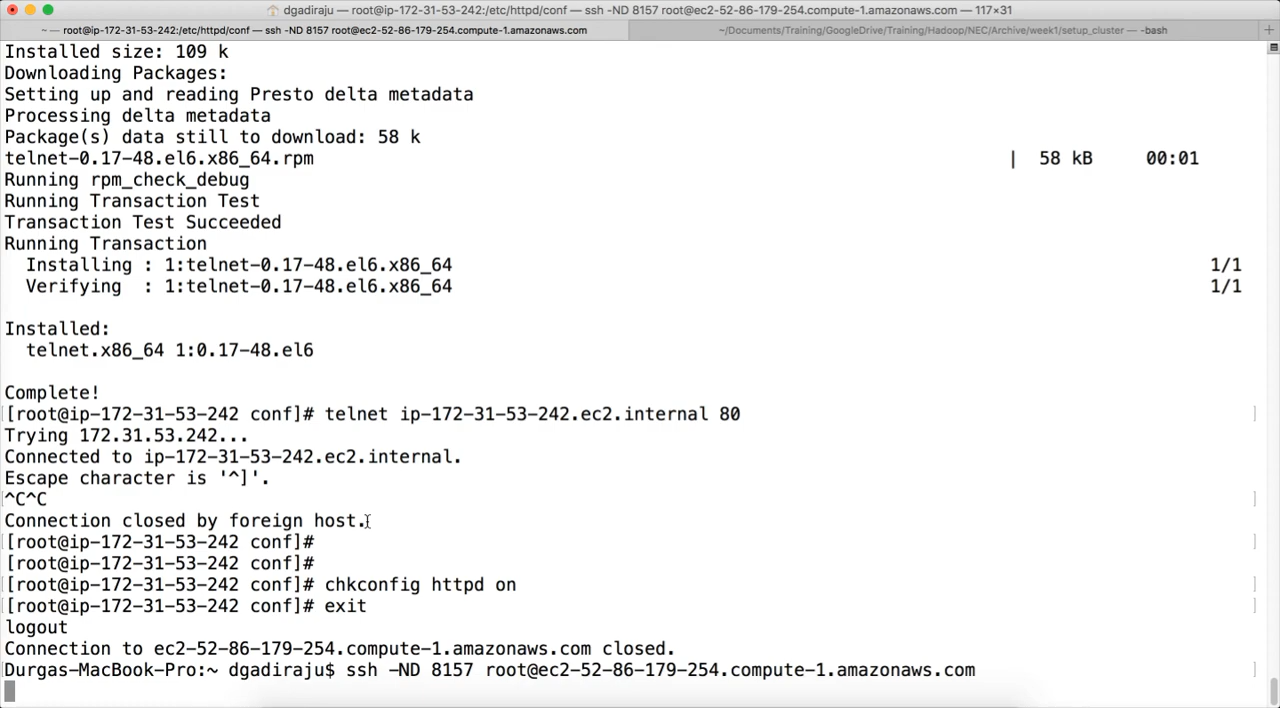 dgadiraju — root@ip-172-31-53-242:/etc/httpd/conf — ssh -ND 8157 root@ec2-52-86-179-254.compute-1.amazonaws.com — 117×31
~ — root@ip-172-31-53-242:/etc/httpd/conf — ssh -ND 8157 root@ec2-52-86-179-254.compute-1.amazonaws.com ~/Documents/Training/GoogleDrive/Training/Hadoop/NEC/Archive/week1/setup_cluster — -bash +
Installed size: 109 k
Downloading Packages:
Setting up and reading Presto delta metadata
Processing delta metadata
Package(s) data still to download: 58 k
telnet-0.17-48.el6.x86_64.rpm | 58 kB 00:01
Running rpm_check_debug
Running Transaction Test
Transaction Test Succeeded
Running Transaction
Installing : 1:telnet-0.17-48.el6.x86_64 1/1
Verifying : 1:telnet-0.17-48.el6.x86_64 1/1
Installed:
telnet.x86_64 1:0.17-48.el6
Complete!
[root@ip-172-31-53-242 conf]# telnet ip-172-31-53-242.ec2.internal 80
Trying 172.31.53.242...
Connected to ip-172-31-53-242.ec2.internal.
Escape character is '^]'.
^C^C
Connection closed by foreign host.
[root@ip-172-31-53-242 conf]#
[root@ip-172-31-53-242 conf]#
[root@ip-172-31-53-242 conf]# chkconfig httpd on
[root@ip-172-31-53-242 conf]# exit
logout
Connection to ec2-52-86-179-254.compute-1.amazonaws.com closed.
Durgas-MacBook-Pro:~ dgadiraju$ ssh -ND 8157 root@ec2-52-86-179-254.compute-1.amazonaws.com